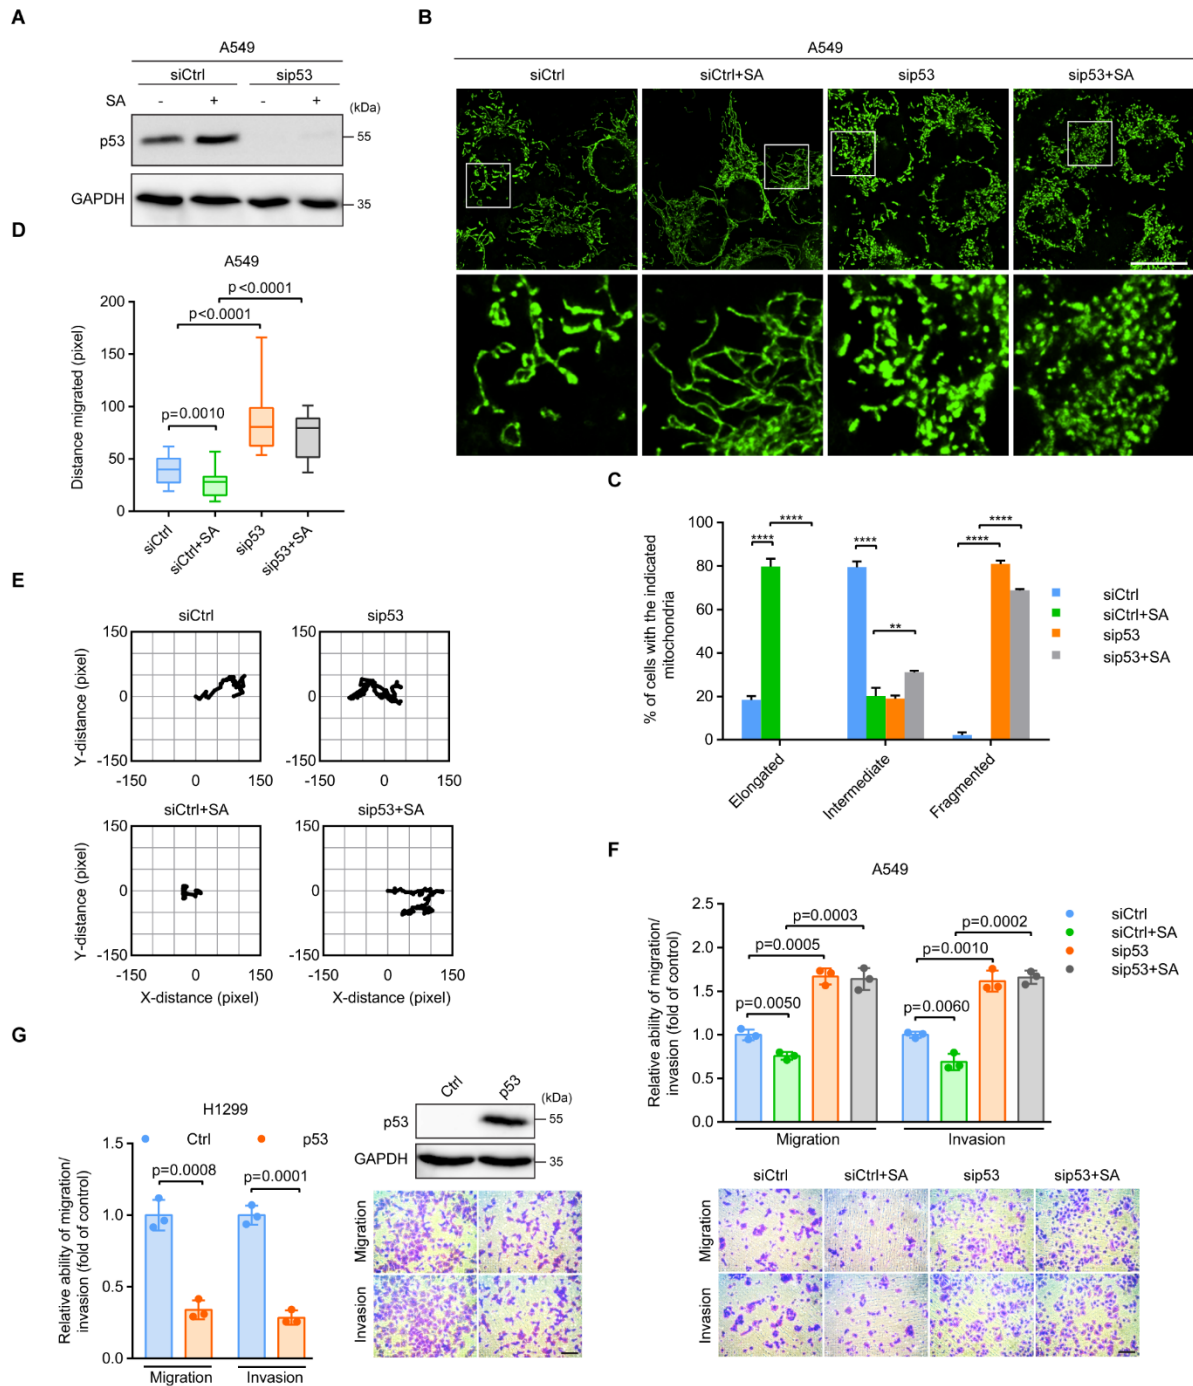 A
A549
siCtrl sip53
SA - + - + (kDa)
p53 55
GAPDH 35
B
A549
siCtrl siCtrl+SA sip53 sip53+SA
D
A549
Distance migrated (pixel)
200
150
100
50
0
p<0.0001
p<0.0001
p=0.0010
siCtrl siCtrl+SA sip53 sip53+SA
C
% of cells with the indicated
mitochondria
100
80
60
40
20
0
**** **** **** ** **** ****
Elongated Intermediate Fragmented
siCtrl
siCtrl+SA
sip53
sip53+SA
E
siCtrl sip53
150 150
Y-distance (pixel)
0 0
-150 -150
-150 0 150 -150 0 150
siCtrl+SA sip53+SA
150 150
Y-distance (pixel)
0 0
-150 -150
-150 0 150 -150 0 150
X-distance (pixel) X-distance (pixel)
F
A549
Relative ability of migration/
invasion (fold of control)
2.5
2.0
1.5
1.0
0.5
0.0
p=0.0003 p=0.0002
p=0.0005 p=0.0010
p=0.0050 p=0.0060
Migration Invasion
siCtrl
siCtrl+SA
sip53
sip53+SA
siCtrl siCtrl+SA sip53 sip53+SA
Migration
Invasion
G
H1299
Ctrl p53
Relative ability of migration/
invasion (fold of control)
1.5
1.0
0.5
0.0
p=0.0008 p=0.0001
Migration Invasion
Ctrl p53 (kDa)
p53 55
GAPDH 35
Migration
Invasion